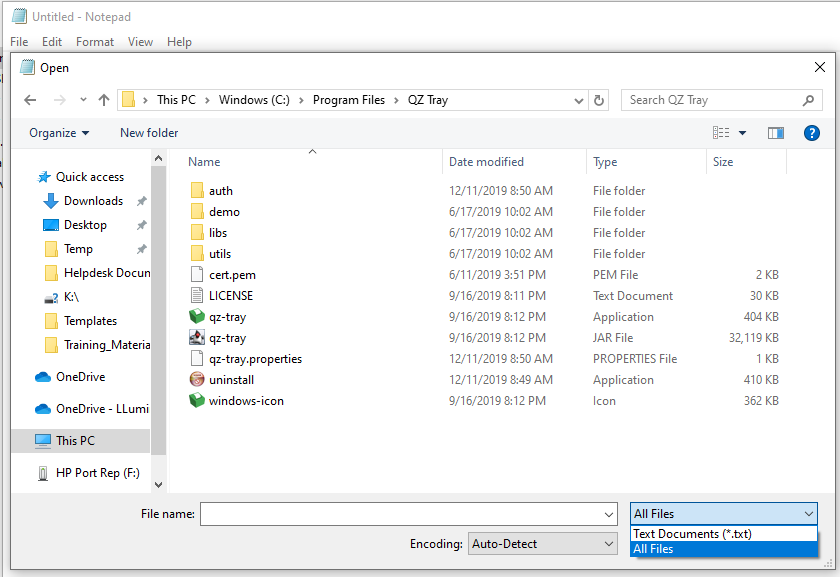 Untitled - Notepad
File Edit Format View Help
Open
This PC Windows (C:) Program Files QZ Tray Search QZ Tray
Organize New folder
Name Date modified Type Size
Quick access
Downloads
Desktop
Temp
Helpdesk Docun
K:\
Templates
Training_Materia
OneDrive
OneDrive - LLumi
This PC
HP Port Rep (F:)
auth 12/11/2019 8:50 AM File folder
demo 6/17/2019 10:02 AM File folder
libs 6/17/2019 10:02 AM File folder
utils 6/17/2019 10:02 AM File folder
cert.pem 6/11/2019 3:51 PM PEM File 2 KB
LICENSE 9/16/2019 8:11 PM Text Document 30 KB
qz-tray 9/16/2019 8:12 PM Application 404 KB
qz-tray 9/16/2019 8:12 PM JAR File 32,119 KB
qz-tray.properties 12/11/2019 8:50 AM PROPERTIES File 1 KB
uninstall 12/11/2019 8:49 AM Application 410 KB
windows-icon 9/16/2019 8:12 PM Icon 362 KB
File name: All Files
Text Documents (*.txt)
All Files
Encoding: Auto-Detect